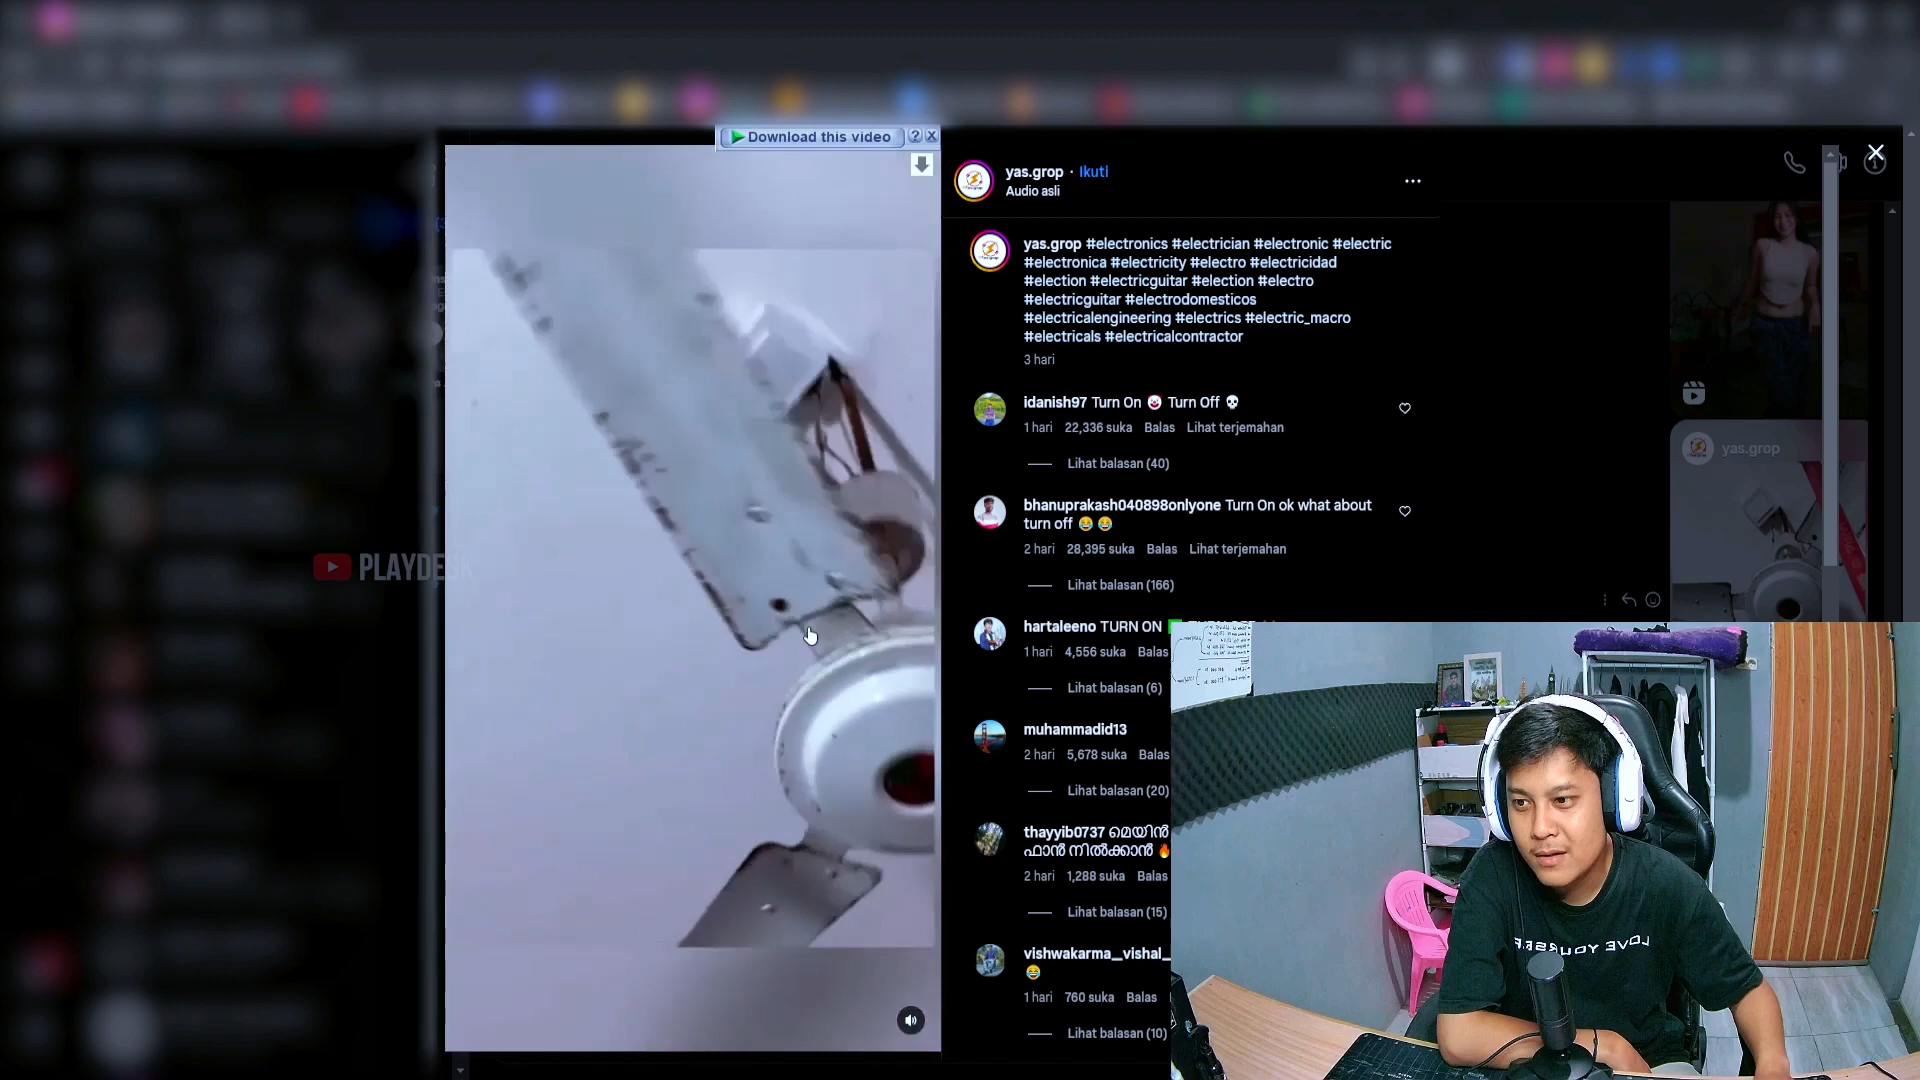 Download this video
?
X
yas.grop · Ikuti
Audio asli
yas.grop #electronics #electrician #electronic #electric
#electronica #electricity #electro #electricidad
#election #electricguitar #election #electro
#electricguitar #electrodomesticos
#electricalengineering #electrics #electric_macro
#electricals #electricalcontractor
3 hari
idanish97 Turn On 🤡 Turn Off 💀
1 hari 22,336 suka Balas Lihat terjemahan
Lihat balasan (40)
bhanuprakash040898onlyone Turn On ok what about
turn off 😂 😂
2 hari 28,395 suka Balas Lihat terjemahan
Lihat balasan (166)
hartaleeno TURN ON
1 hari 4,556 suka Balas
Lihat balasan (6)
muhammadid13
2 hari 5,678 suka Balas
Lihat balasan (20)
thayyib0737 മെയിൻ
ഫാൻ നിൽക്കാൻ 🔥
2 hari 1,288 suka Balas
Lihat balasan (15)
vishwakarma_vishal_
😂
1 hari 760 suka Balas
Lihat balasan (10)
yas.grop
PLAYDESK
LOVE YOURSELF